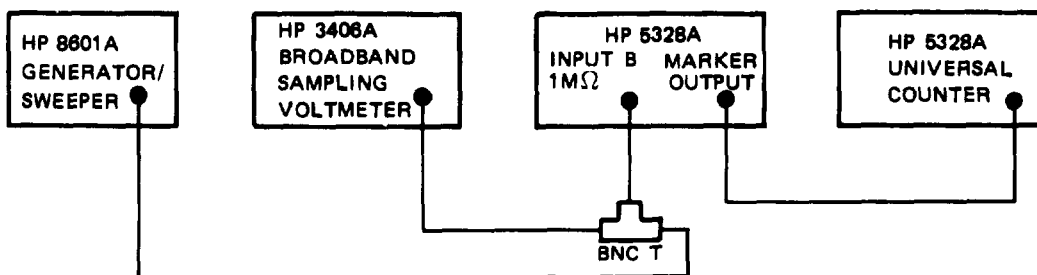 HP 8601A
GENERATOR/
SWEEPER
HP 3406A
BROADBAND
SAMPLING
VOLTMETER
HP 5328A
INPUT B MARKER
1MΩ OUTPUT
HP 5328A
UNIVERSAL
COUNTER
BNC T